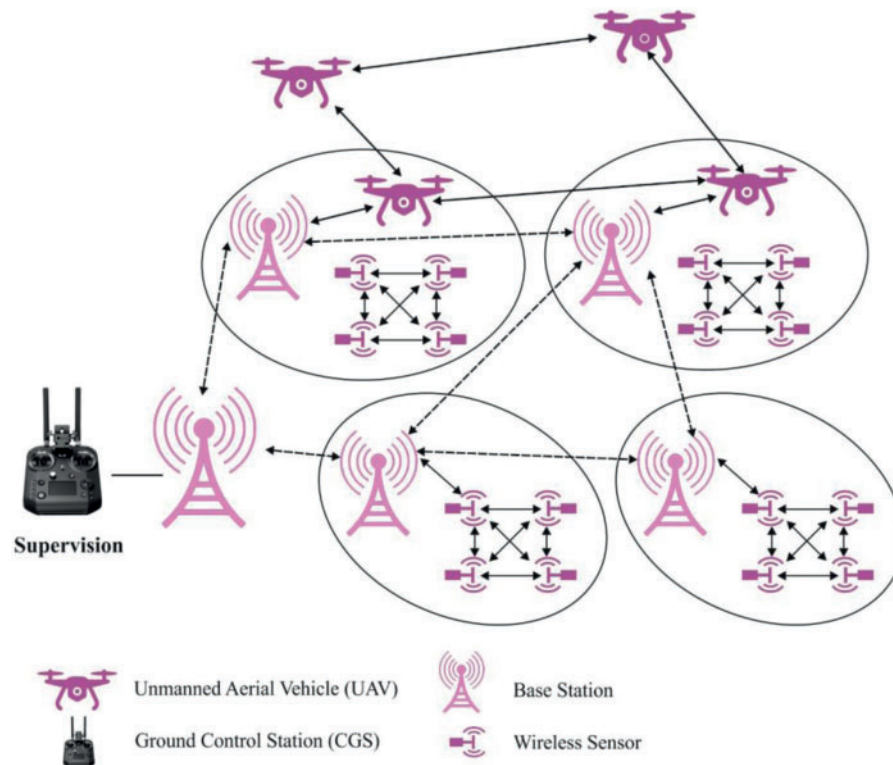 Supervision
Unmanned Aerial Vehicle (UAV)
Base Station
Ground Control Station (CGS)
Wireless Sensor